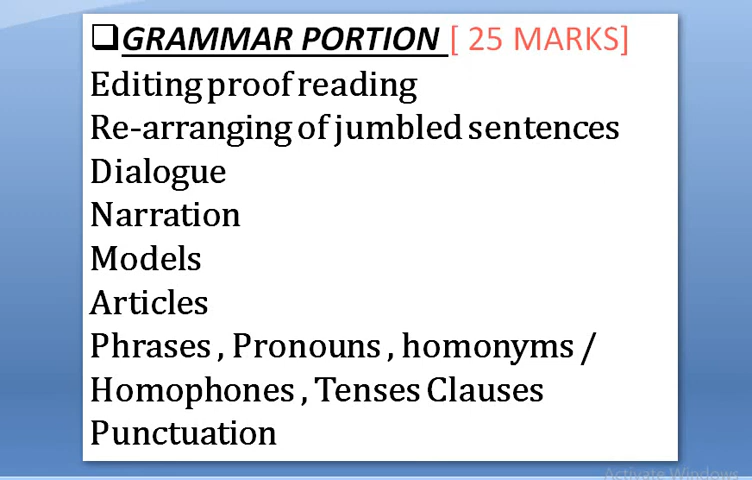 ❑GRAMMAR PORTION [ 25 MARKS]
Editing proof reading
Re-arranging of jumbled sentences
Dialogue
Narration
Models
Articles
Phrases , Pronouns , homonyms /
Homophones , Tenses Clauses
Punctuation
Activate Windows